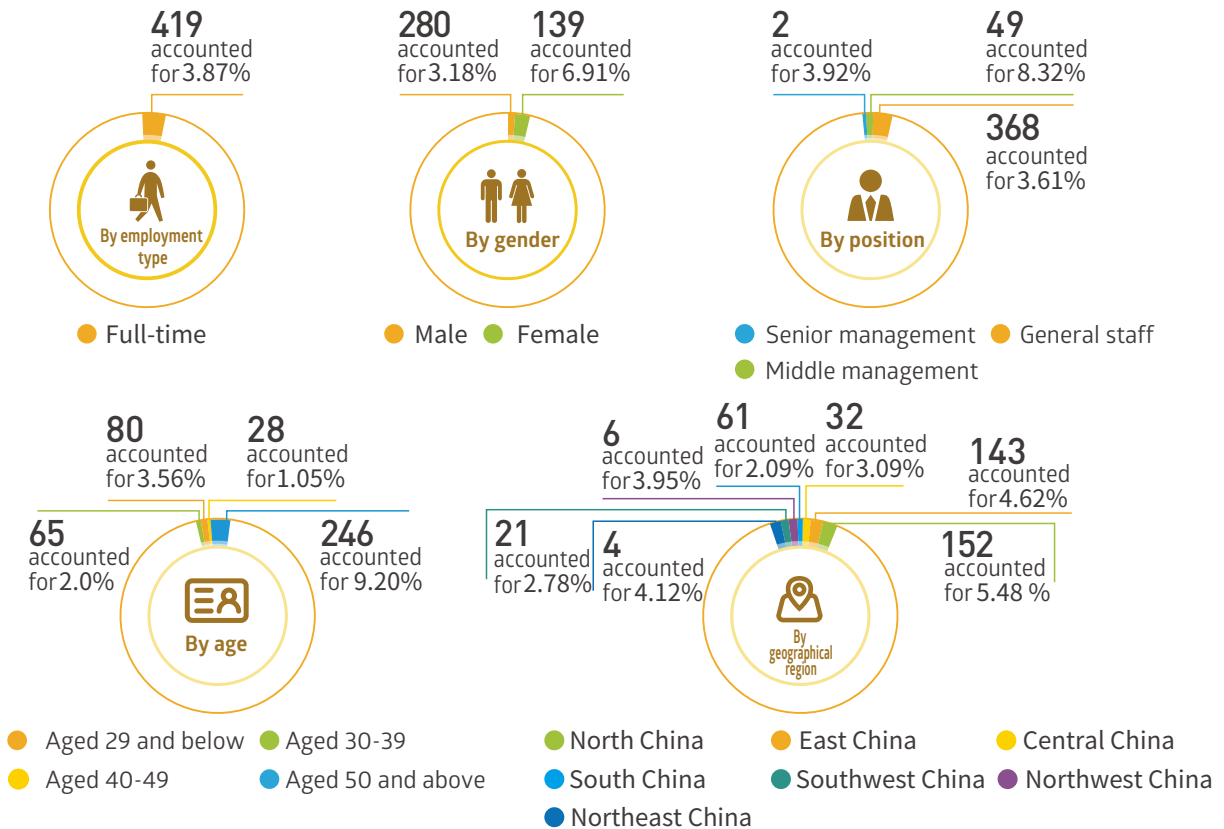 419
accounted
for 3.87%
By employment
type
Full-time
280
accounted
for 3.18%
139
accounted
for 6.91%
By gender
Male
Female
2
accounted
for 3.92%
49
accounted
for 8.32%
368
accounted
for 3.61%
By position
Senior management
General staff
Middle management
80
accounted
for 3.56%
28
accounted
for 1.05%
65
accounted
for 2.0%
246
accounted
for 9.20%
By age
Aged 29 and below
Aged 30-39
Aged 40-49
Aged 50 and above
6
accounted
for 3.95%
61
accounted
for 2.09%
32
accounted
for 3.09%
143
accounted
for 4.62%
21
accounted
for 2.78%
4
accounted
for 4.12%
152
accounted
for 5.48 %
By
geographical
region
North China
East China
Central China
South China
Southwest China
Northwest China
Northeast China